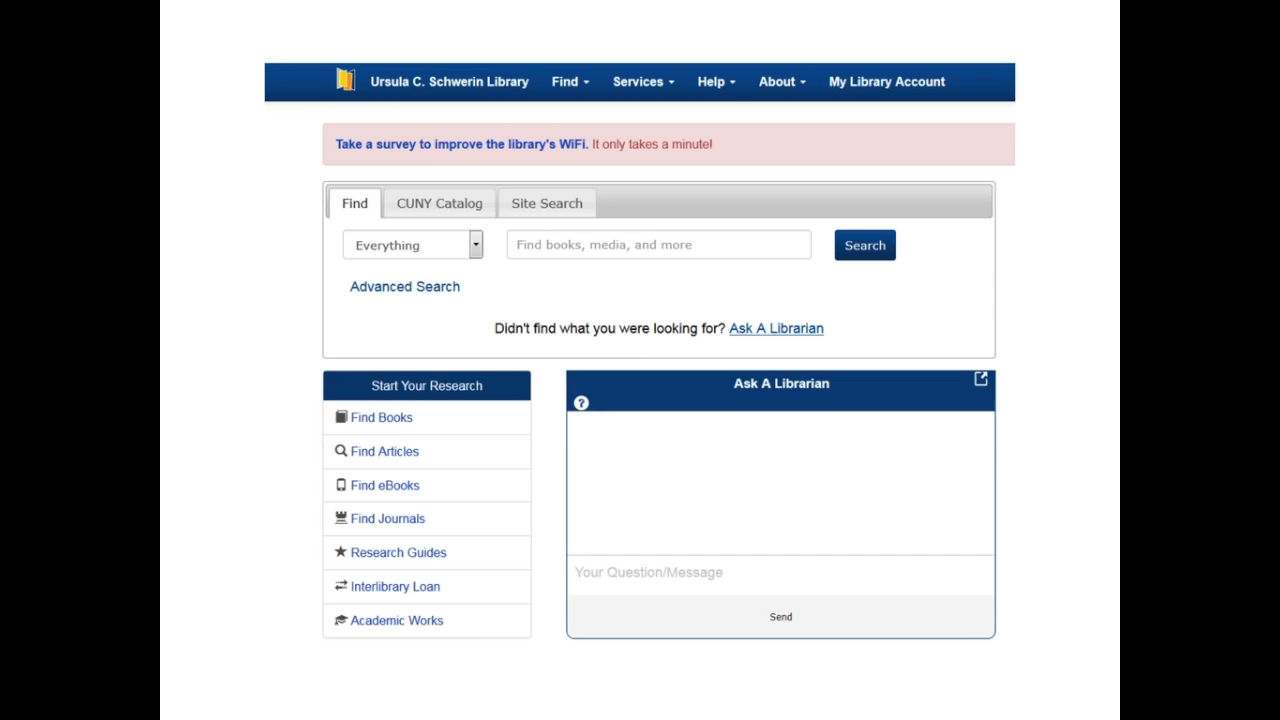 Ursula C. Schwerin Library Find Services Help About My Library Account
Take a survey to improve the library's WiFi. It only takes a minute!
Find CUNY Catalog Site Search
Everything Find books, media, and more Search
Advanced Search
Didn't find what you were looking for? Ask A Librarian
Start Your Research
Find Books
Find Articles
Find eBooks
Find Journals
Research Guides
Interlibrary Loan
Academic Works
Ask A Librarian
?
Your Question/Message
Send